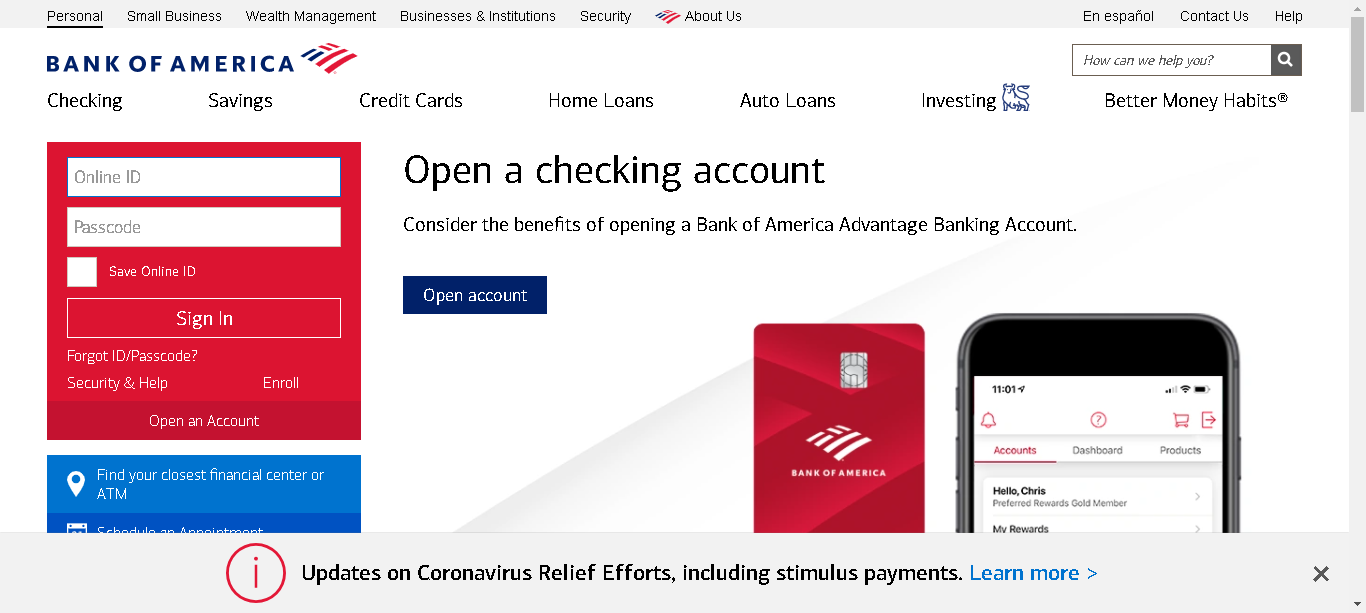 Personal
Small Business
Wealth Management
Businesses & Institutions
Security
About Us
En español
Contact Us
Help
BANK OF AMERICA
How can we help you?
Checking
Savings
Credit Cards
Home Loans
Auto Loans
Investing
Better Money Habits®
Online ID
Passcode
Save Online ID
Sign In
Forgot ID/Passcode?
Security & Help
Enroll
Open an Account
Find your closest financial center or
ATM
Schedule an Appointment
Open a checking account
Consider the benefits of opening a Bank of America Advantage Banking Account.
Open account
BANK OF AMERICA
11:01
Accounts
Dashboard
Products
Hello, Chris
Preferred Rewards Gold Member
My Rewards
Updates on Coronavirus Relief Efforts, including stimulus payments. Learn more >